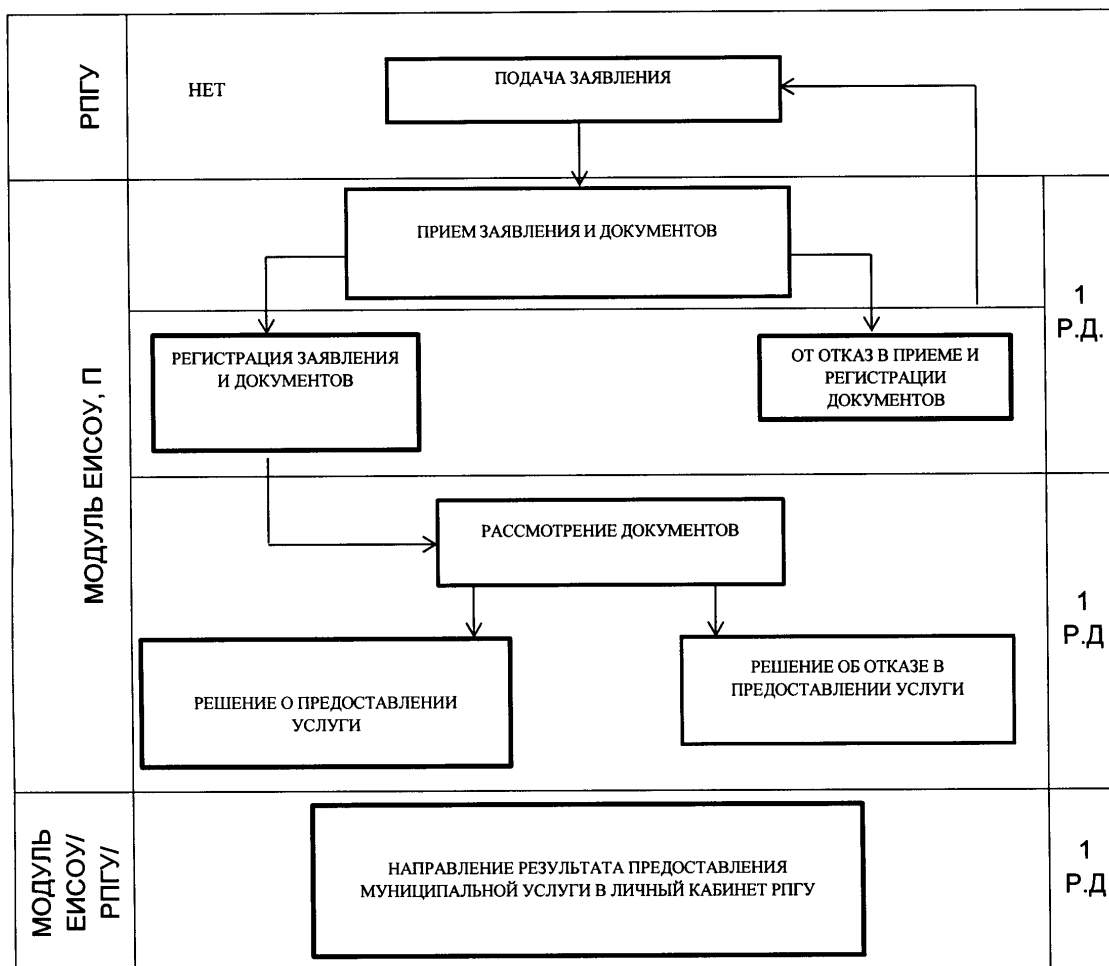 РПГУ
НЕТ
ПОДАЧА ЗАЯВЛЕНИЯ
МОДУЛЬ ЕИСОУ, П
ПРИЕМ ЗАЯВЛЕНИЯ И ДОКУМЕНТОВ
1
Р.Д.
РЕГИСТРАЦИЯ ЗАЯВЛЕНИЯ
И ДОКУМЕНТОВ
ОТ ОТКАЗ В ПРИЕМЕ И
РЕГИСТРАЦИИ
ДОКУМЕНТОВ
РАССМОТРЕНИЕ ДОКУМЕНТОВ
1
Р.Д
РЕШЕНИЕ О ПРЕДОСТАВЛЕНИИ
УСЛУГИ
РЕШЕНИЕ ОБ ОТКАЗЕ В
ПРЕДОСТАВЛЕНИИ УСЛУГИ
МОДУЛЬ
ЕИСОУ/
РПГУ/
НАПРАВЛЕНИЕ РЕЗУЛЬТАТА ПРЕДОСТАВЛЕНИЯ
МУНИЦИПАЛЬНОЙ УСЛУГИ В ЛИЧНЫЙ КАБИНЕТ РПГУ
1
Р.Д